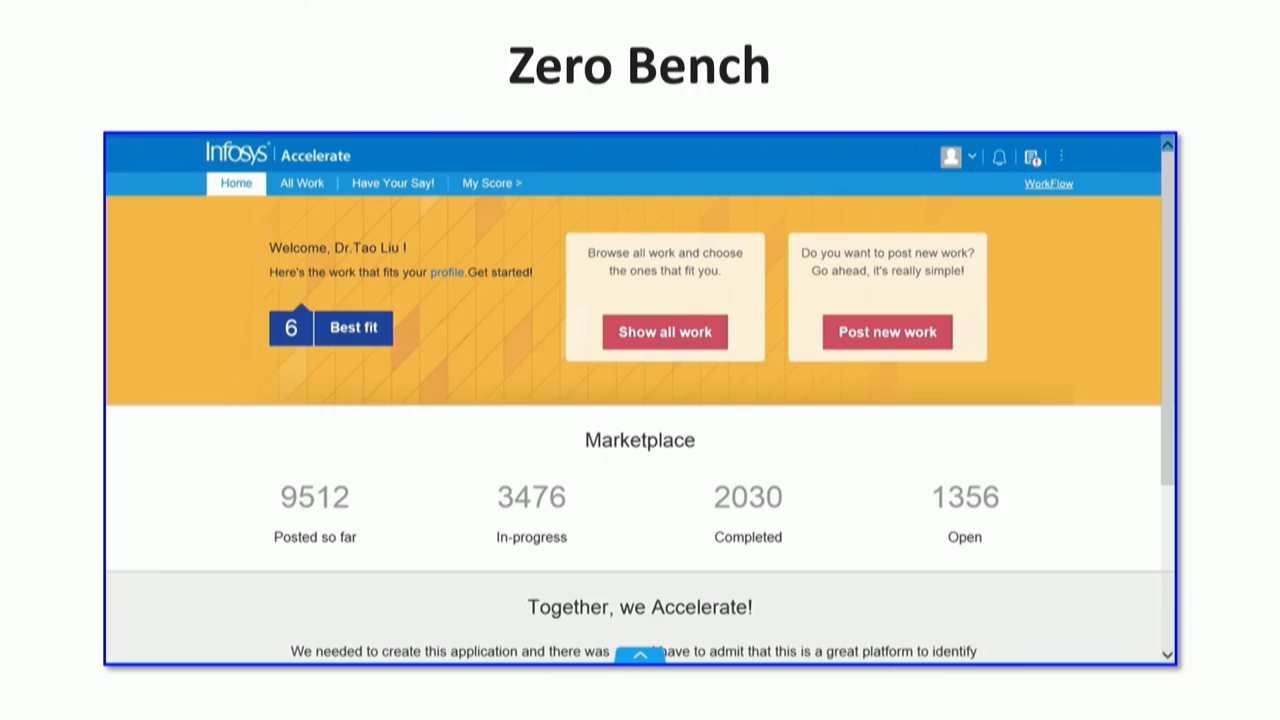 Zero Bench
Infosys | Accelerate
Home
All Work
Have Your Say!
My Score >
WorkFlow
Welcome, Dr.Tao Liu !
Here's the work that fits your profile.Get started!
6
Best fit
Browse all work and choose
the ones that fit you.
Show all work
Do you want to post new work?
Go ahead, it's really simple!
Post new work
Marketplace
9512
Posted so far
3476
In-progress
2030
Completed
1356
Open
Together, we Accelerate!
We needed to create this application and there was
have to admit that this is a great platform to identify